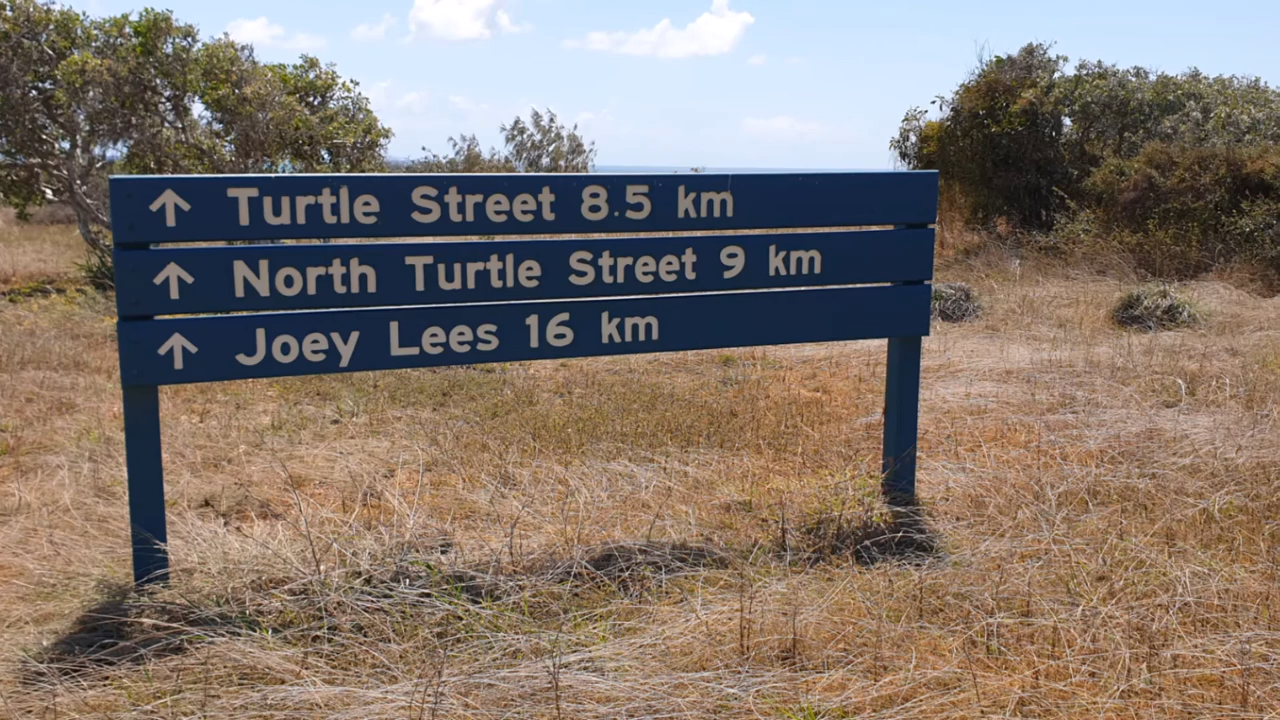 ↑ Turtle Street 8.5 km
↑ North Turtle Street 9 km
↑ Joey Lees 16 km